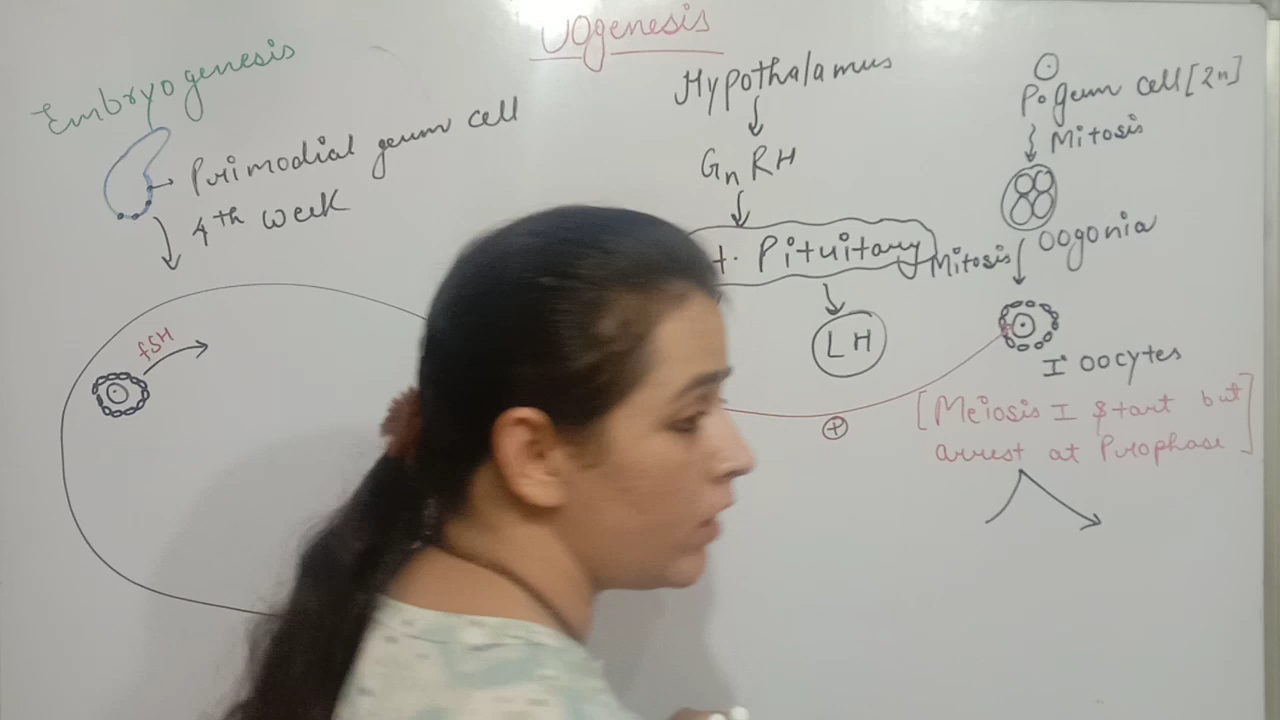 OOgenesis
Embryogenesis
Primodial germ cell
4th week
fSH
Hypothalamus
GnRH
t. Pituitary
LH
+
P. Germ cell [2n]
Mitosis
Oogonia
Mitosis
I° oocytes
[Meiosis I start but
arrest at Prophase]